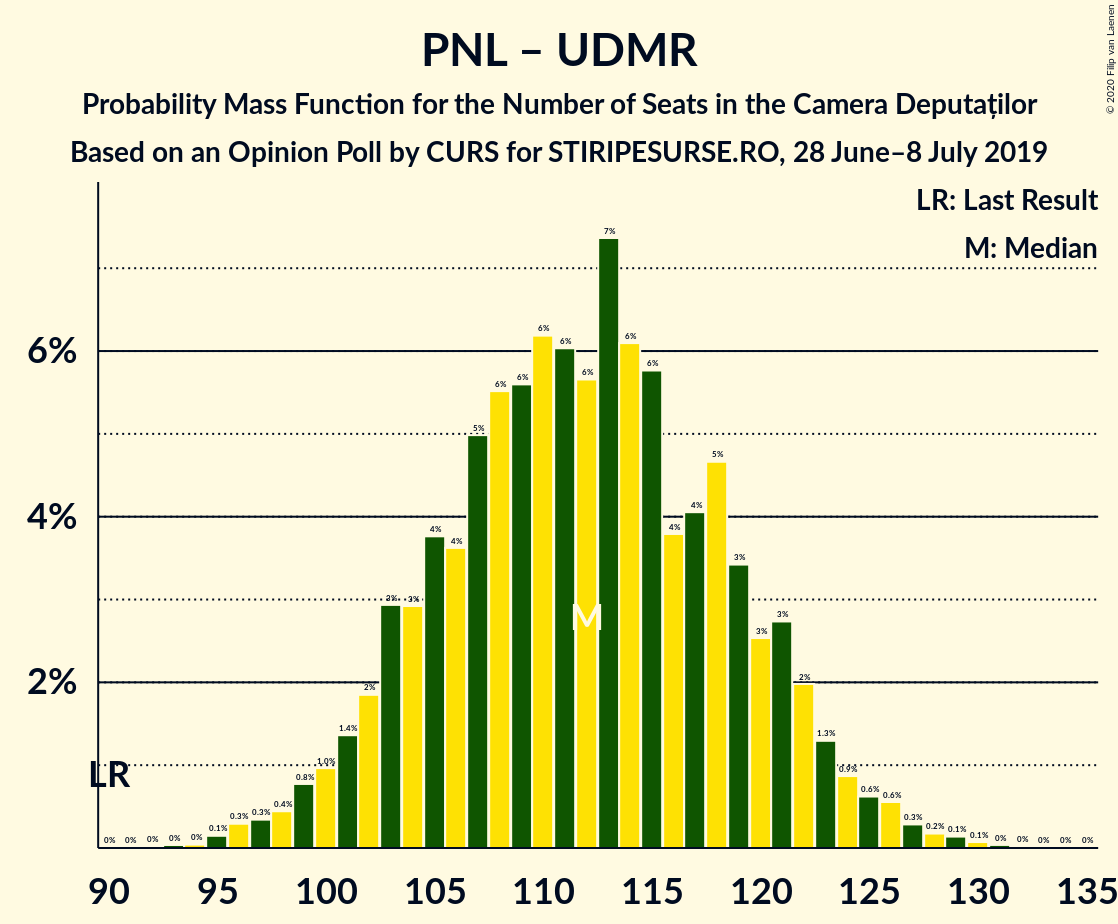 PNL – UDMR
Probability Mass Function for the Number of Seats in the Camera Deputaților
Based on an Opinion Poll by CURS for STIRIPESURSE.RO, 28 June–8 July 2019
© 2020 Filip van Laenen
LR: Last Result
M: Median
6%
4%
2%
LR
M
0% 0% 0% 0% 0% 0.1% 0.3% 0.3% 0.4% 0.8% 1.0% 1.4% 2% 3% 3% 4% 4% 5% 6% 6% 6% 6% 6% 7% 6% 6% 4% 4% 5% 3% 3% 3% 2% 1.3% 0.9% 0.6% 0.6% 0.3% 0.2% 0.1% 0.1% 0% 0% 0% 0% 0%
90 95 100 105 110 115 120 125 130 135